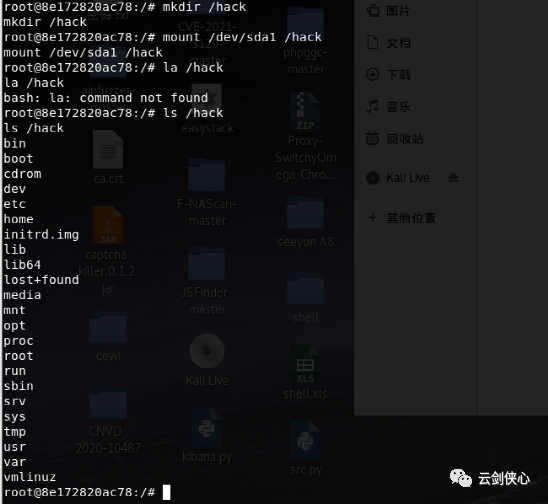 root@8e172820ac78:/# mkdir /hack
mkdir /hack
root@8e172820ac78:/# mount /dev/sda1 /hack
mount /dev/sda1 /hack
root@8e172820ac78:/# la /hack
la /hack
bash: la: command not found
root@8e172820ac78:/# ls /hack
ls /hack
bin
boot
cdrom
dev
etc
home
initrd.img
lib
lib64
lost+found
media
mnt
opt
proc
root
run
sbin
srv
sys
tmp
usr
var
vmlinuz
root@8e172820ac78:/#
CVE-2021-
master
phpggc-
master
easystack
ZIP
Proxy-
SwitchyOm
ega-Chro...
ca.crt
F-NAScan-
master
seeyon A8
JAR
captcha-
killer.0.1.2.
jar
JSFinder-
master
shell
cewl
Kali Live
XLS
shell.xls
CNVD-
2020-10487
kibana.py
src.py
图片
文档
下载
音乐
回收站
Kali Live
+ 其他位置
云剑侠心